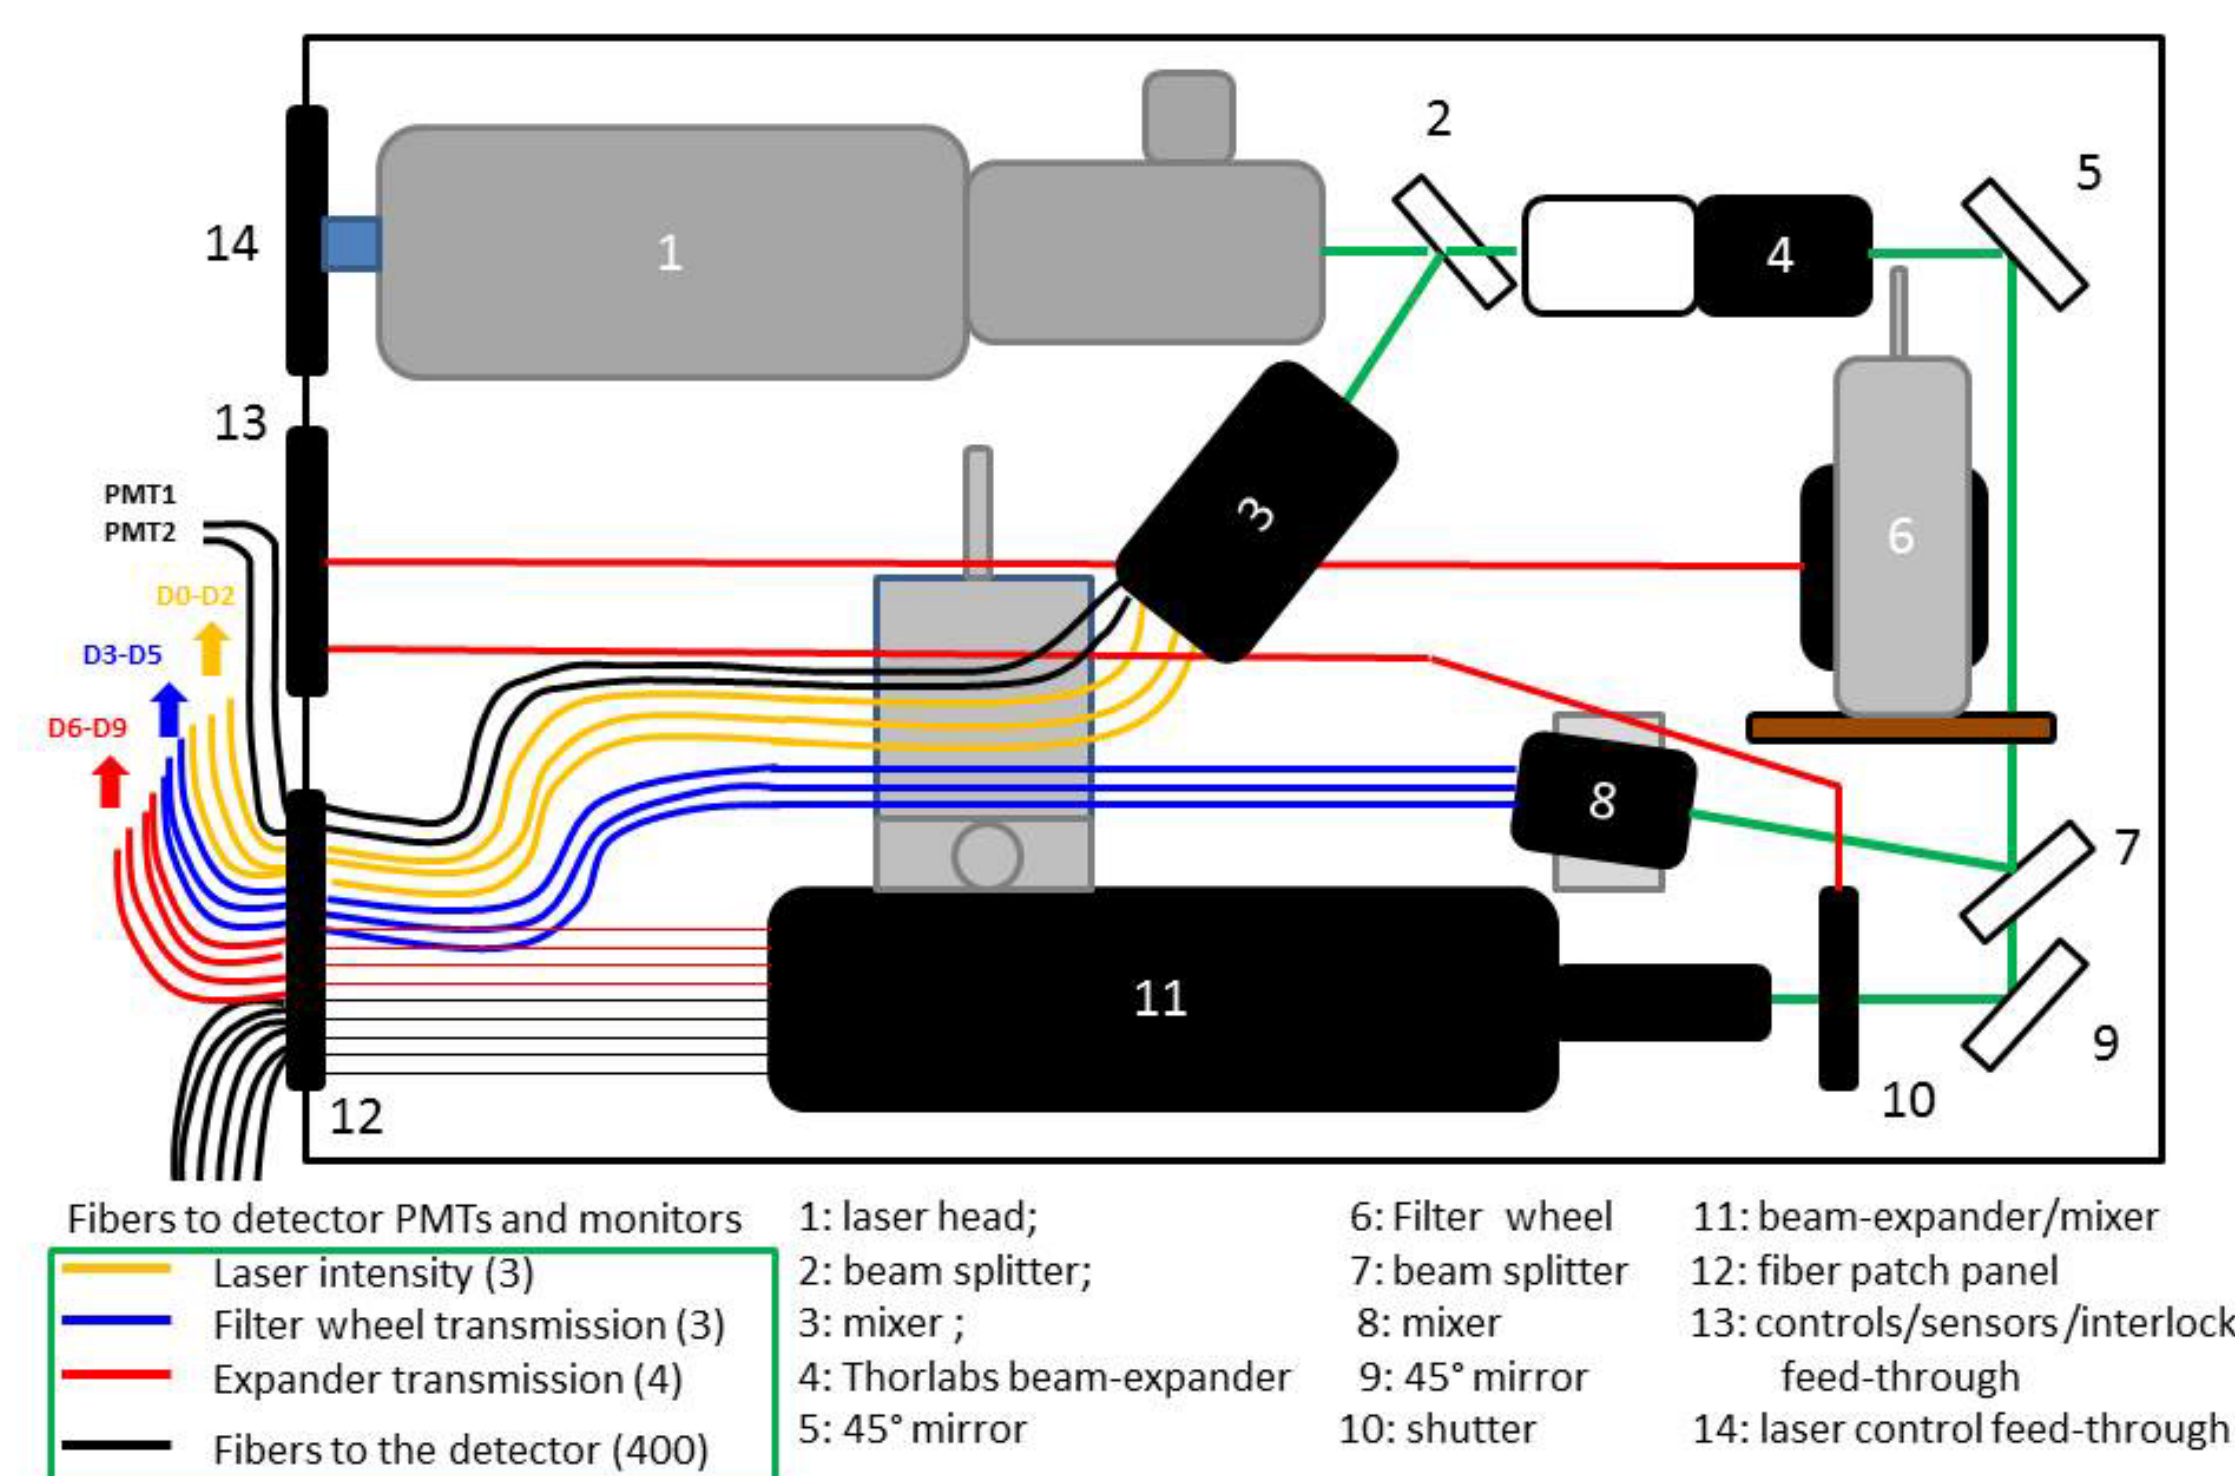 2
5
14
1
4
13
3
6
PMT1
PMT2
D0-D2
D3-D5
D6-D9
8
7
11
9
10
12
Fibers to detector PMTs and monitors
Laser intensity (3)
Filter wheel transmission (3)
Expander transmission (4)
Fibers to the detector (400)
1: laser head;
2: beam splitter;
3: mixer ;
4: Thorlabs beam-expander
5: 45° mirror
6: Filter wheel
7: beam splitter
8: mixer
9: 45° mirror
10: shutter
11: beam-expander/mixer
12: fiber patch panel
13: controls/sensors/interlock
feed-through
14: laser control feed-through